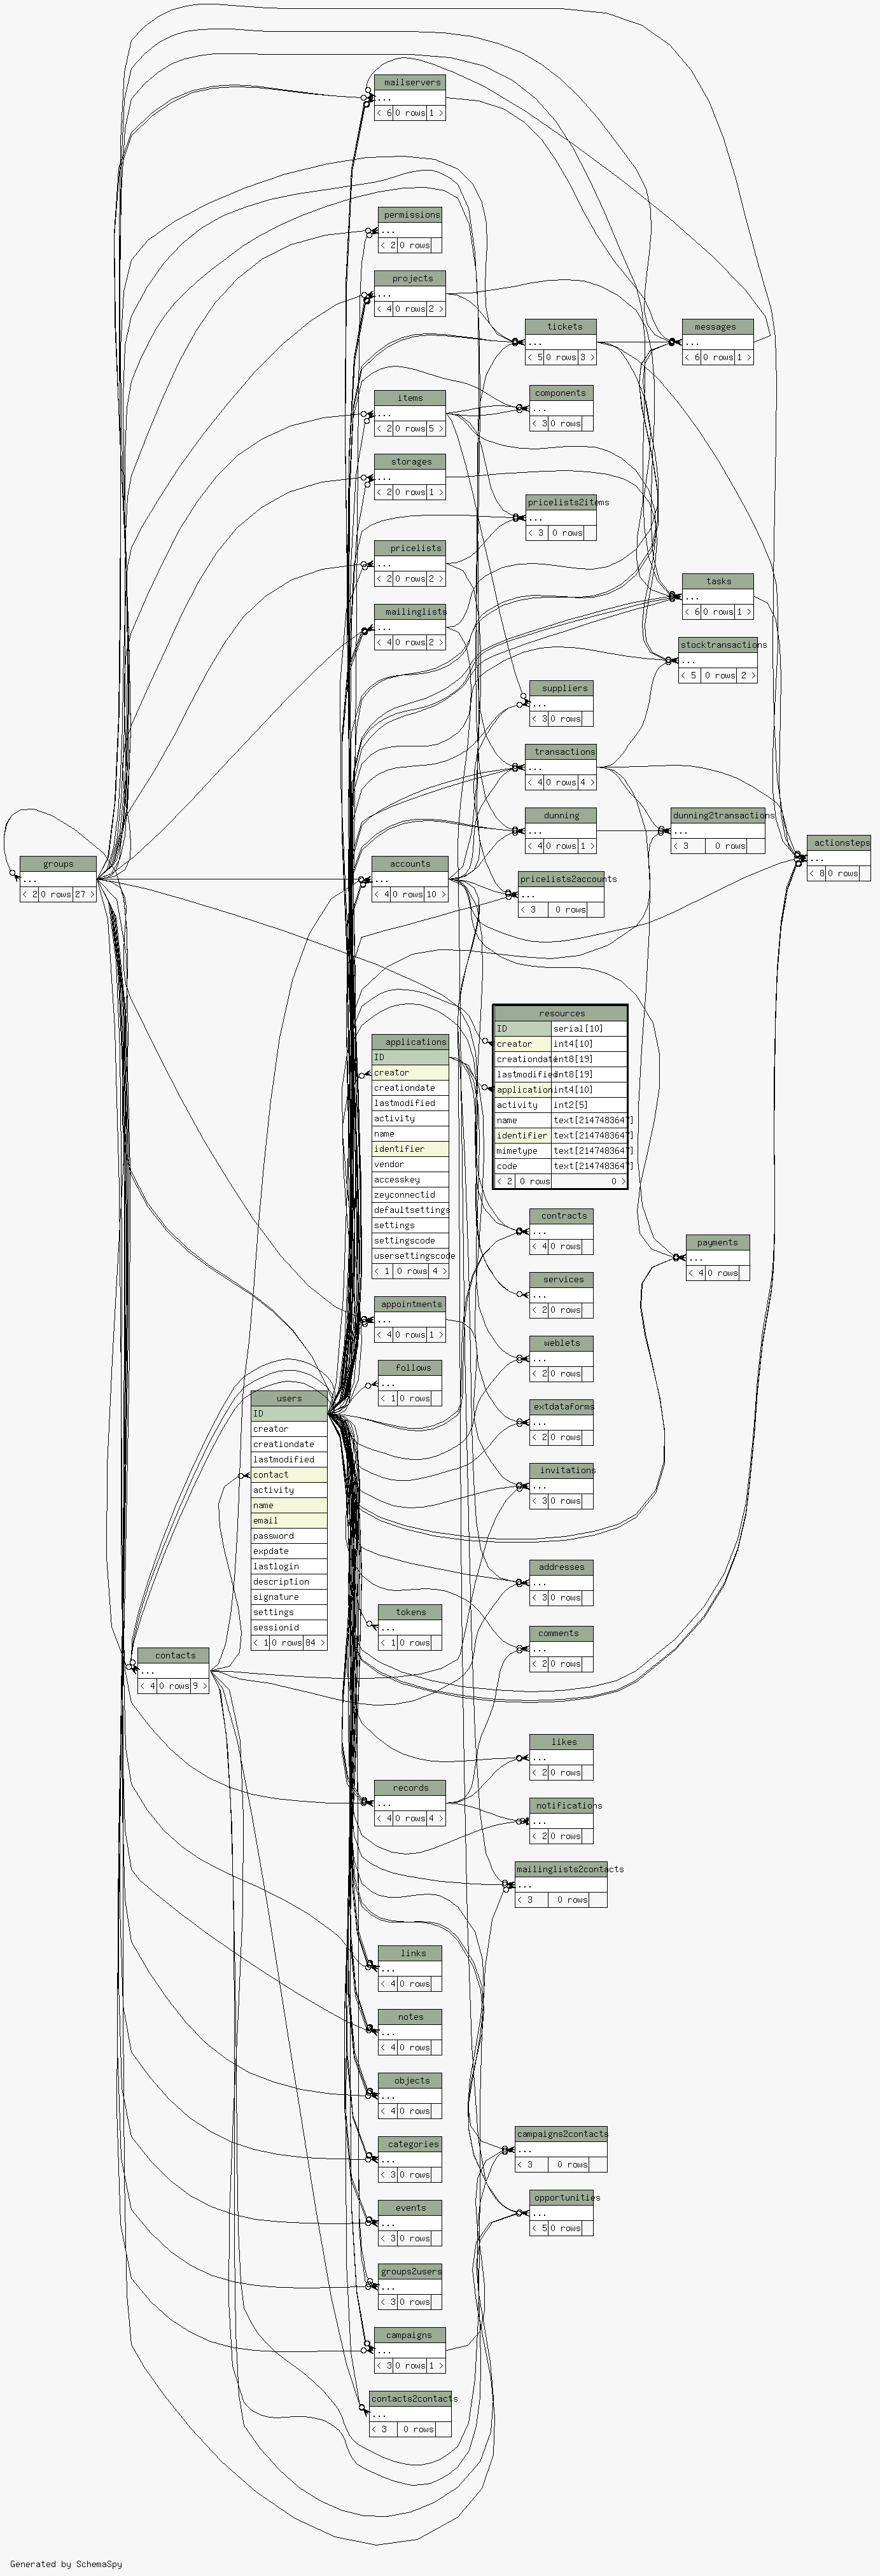 mailservers
...
< 6 0 rows 1 >
permissions
...
< 2 0 rows
projects
...
< 4 0 rows 2 >
tickets
...
< 5 0 rows 3 >
messages
...
< 6 0 rows 1 >
items
...
< 2 0 rows 5 >
components
...
< 3 0 rows
storages
...
< 2 0 rows 1 >
pricelists2items
...
< 3 0 rows
pricelists
...
< 2 0 rows 2 >
tasks
...
< 6 0 rows 1 >
mailinglists
...
< 4 0 rows 2 >
stocktransactions
...
< 5 0 rows 2 >
suppliers
...
< 3 0 rows
transactions
...
< 4 0 rows 4 >
dunning
...
< 4 0 rows 1 >
dunning2transactions
...
< 3 0 rows
actionsteps
...
< 8 0 rows
groups
...
< 2 0 rows 27 >
accounts
...
< 4 0 rows 10 >
pricelists2accounts
...
< 3 0 rows
resources
ID serial[10]
creator int4[10]
creationdate int8[19]
lastmodified int8[19]
application int4[10]
activity int2[5]
name text[2147483647]
identifier text[2147483647]
mimetype text[2147483647]
code text[2147483647]
< 2 0 rows 0 >
applications
ID
creator
creationdate
lastmodified
activity
name
identifier
vendor
accesskey
zeyconnectid
defaultsettings
settings
settingscode
usersettingscode
< 1 0 rows 4 >
contracts
...
< 4 0 rows
payments
...
< 4 0 rows
services
...
< 2 0 rows
appointments
...
< 4 0 rows 1 >
weblets
...
< 2 0 rows
follows
...
< 1 0 rows
users
ID
creator
creationdate
lastmodified
contact
activity
name
email
password
expdate
lastlogin
description
signature
settings
sessionid
< 1 0 rows 84 >
extdataforms
...
< 2 0 rows
invitations
...
< 3 0 rows
addresses
...
< 3 0 rows
tokens
...
< 1 0 rows
comments
...
< 2 0 rows
contacts
...
< 4 0 rows 9 >
likes
...
< 2 0 rows
records
...
< 4 0 rows 4 >
notifications
...
< 2 0 rows
mailinglists2contacts
...
< 3 0 rows
links
...
< 4 0 rows
notes
...
< 4 0 rows
objects
...
< 4 0 rows
categories
...
< 3 0 rows
campaigns2contacts
...
< 3 0 rows
events
...
< 3 0 rows
opportunities
...
< 5 0 rows
groups2users
...
< 3 0 rows
campaigns
...
< 3 0 rows 1 >
contacts2contacts
...
< 3 0 rows
Generated by SchemaSpy